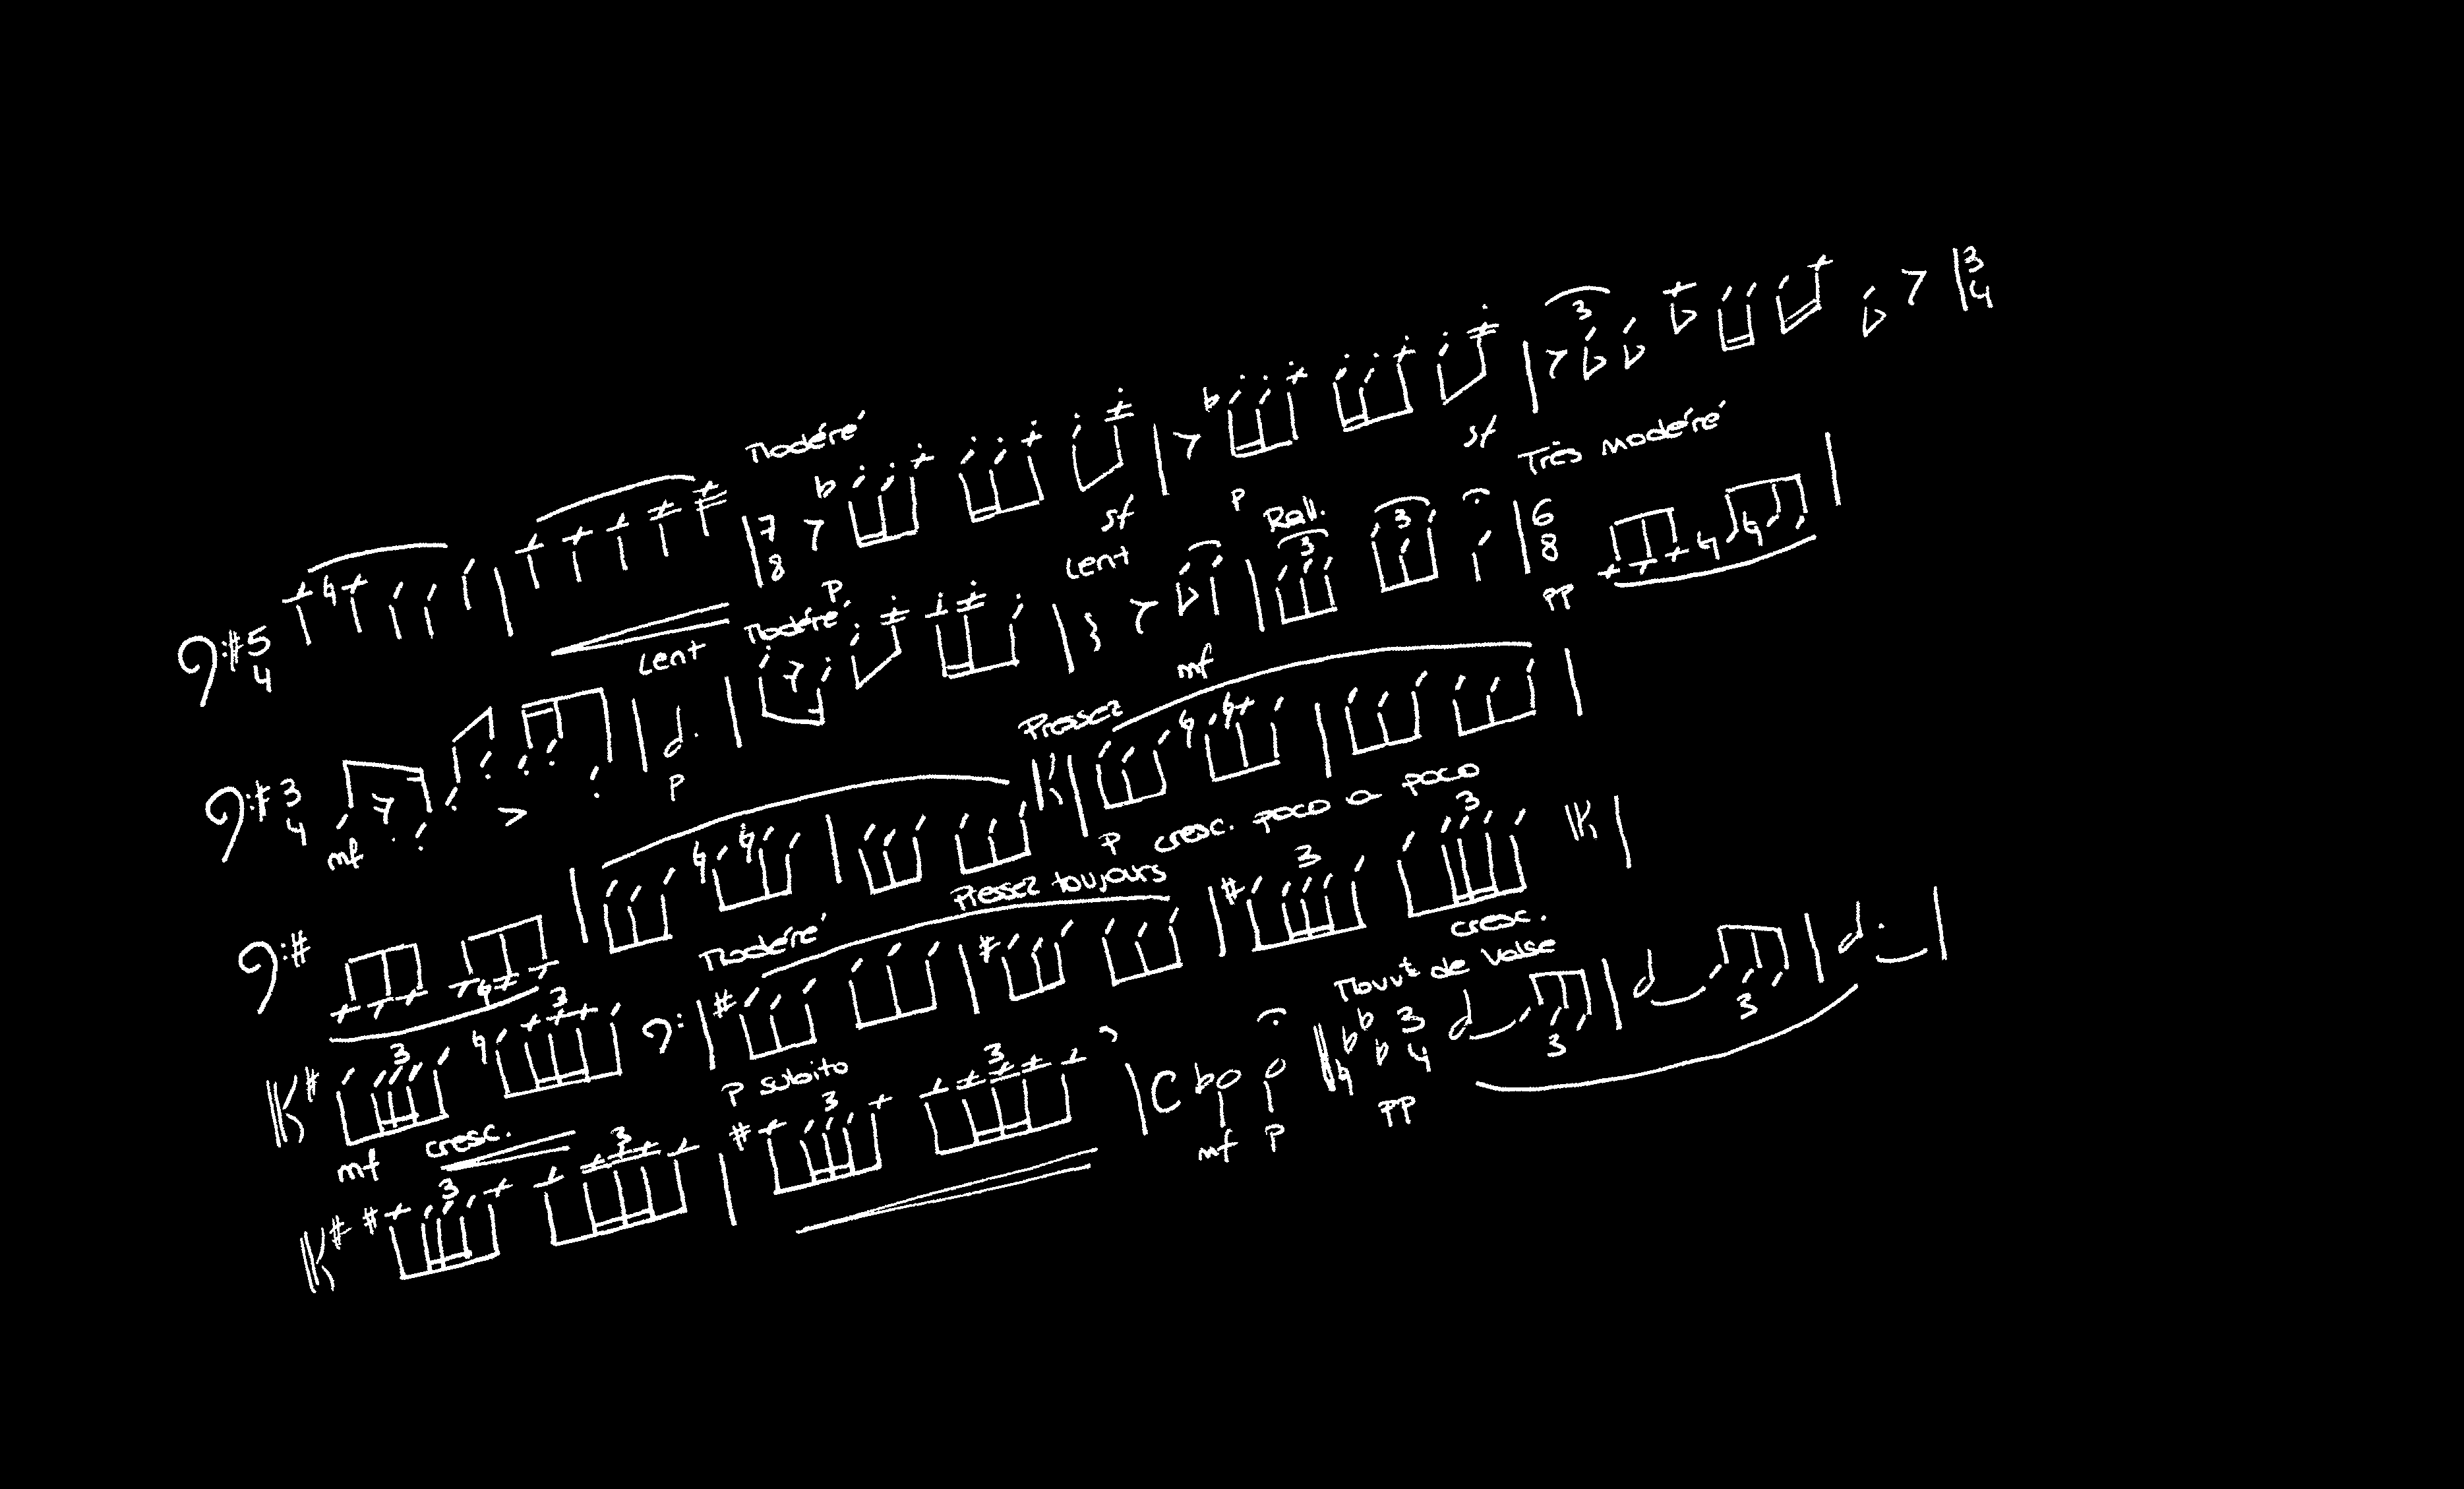 5 4 Modéré 7 8 p sf p sf 3 3 4
3 4 mf Lent p Modéré Lent mf Rall. 3 3 Très modéré 6 8 pp
Pressez p cresc. poco a poco
mf 3 cresc. 3 Modéré p subito Pressez toujours 3 cresc. 3
3 3 3 3 C mf p Mouvt de Valse 3 4 pp 3 3